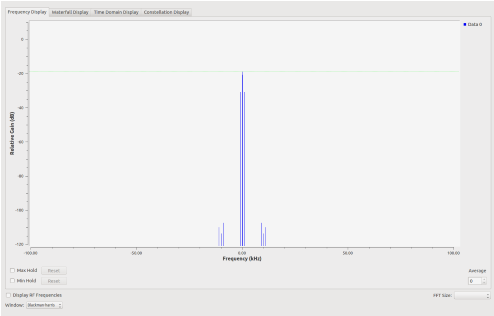 Frequency Display Waterfall Display Time Domain Display Constellation Display
Data 0
0
-20
-40
-60
-80
-100
-120
Relative Gain (dB)
-100.00 -50.00 0.00 50.00 100.00
Frequency (kHz)
Max Hold Reset
Min Hold Reset
Average
0
Display RF Frequencies
FFT Size:
Window: Blackman-harris